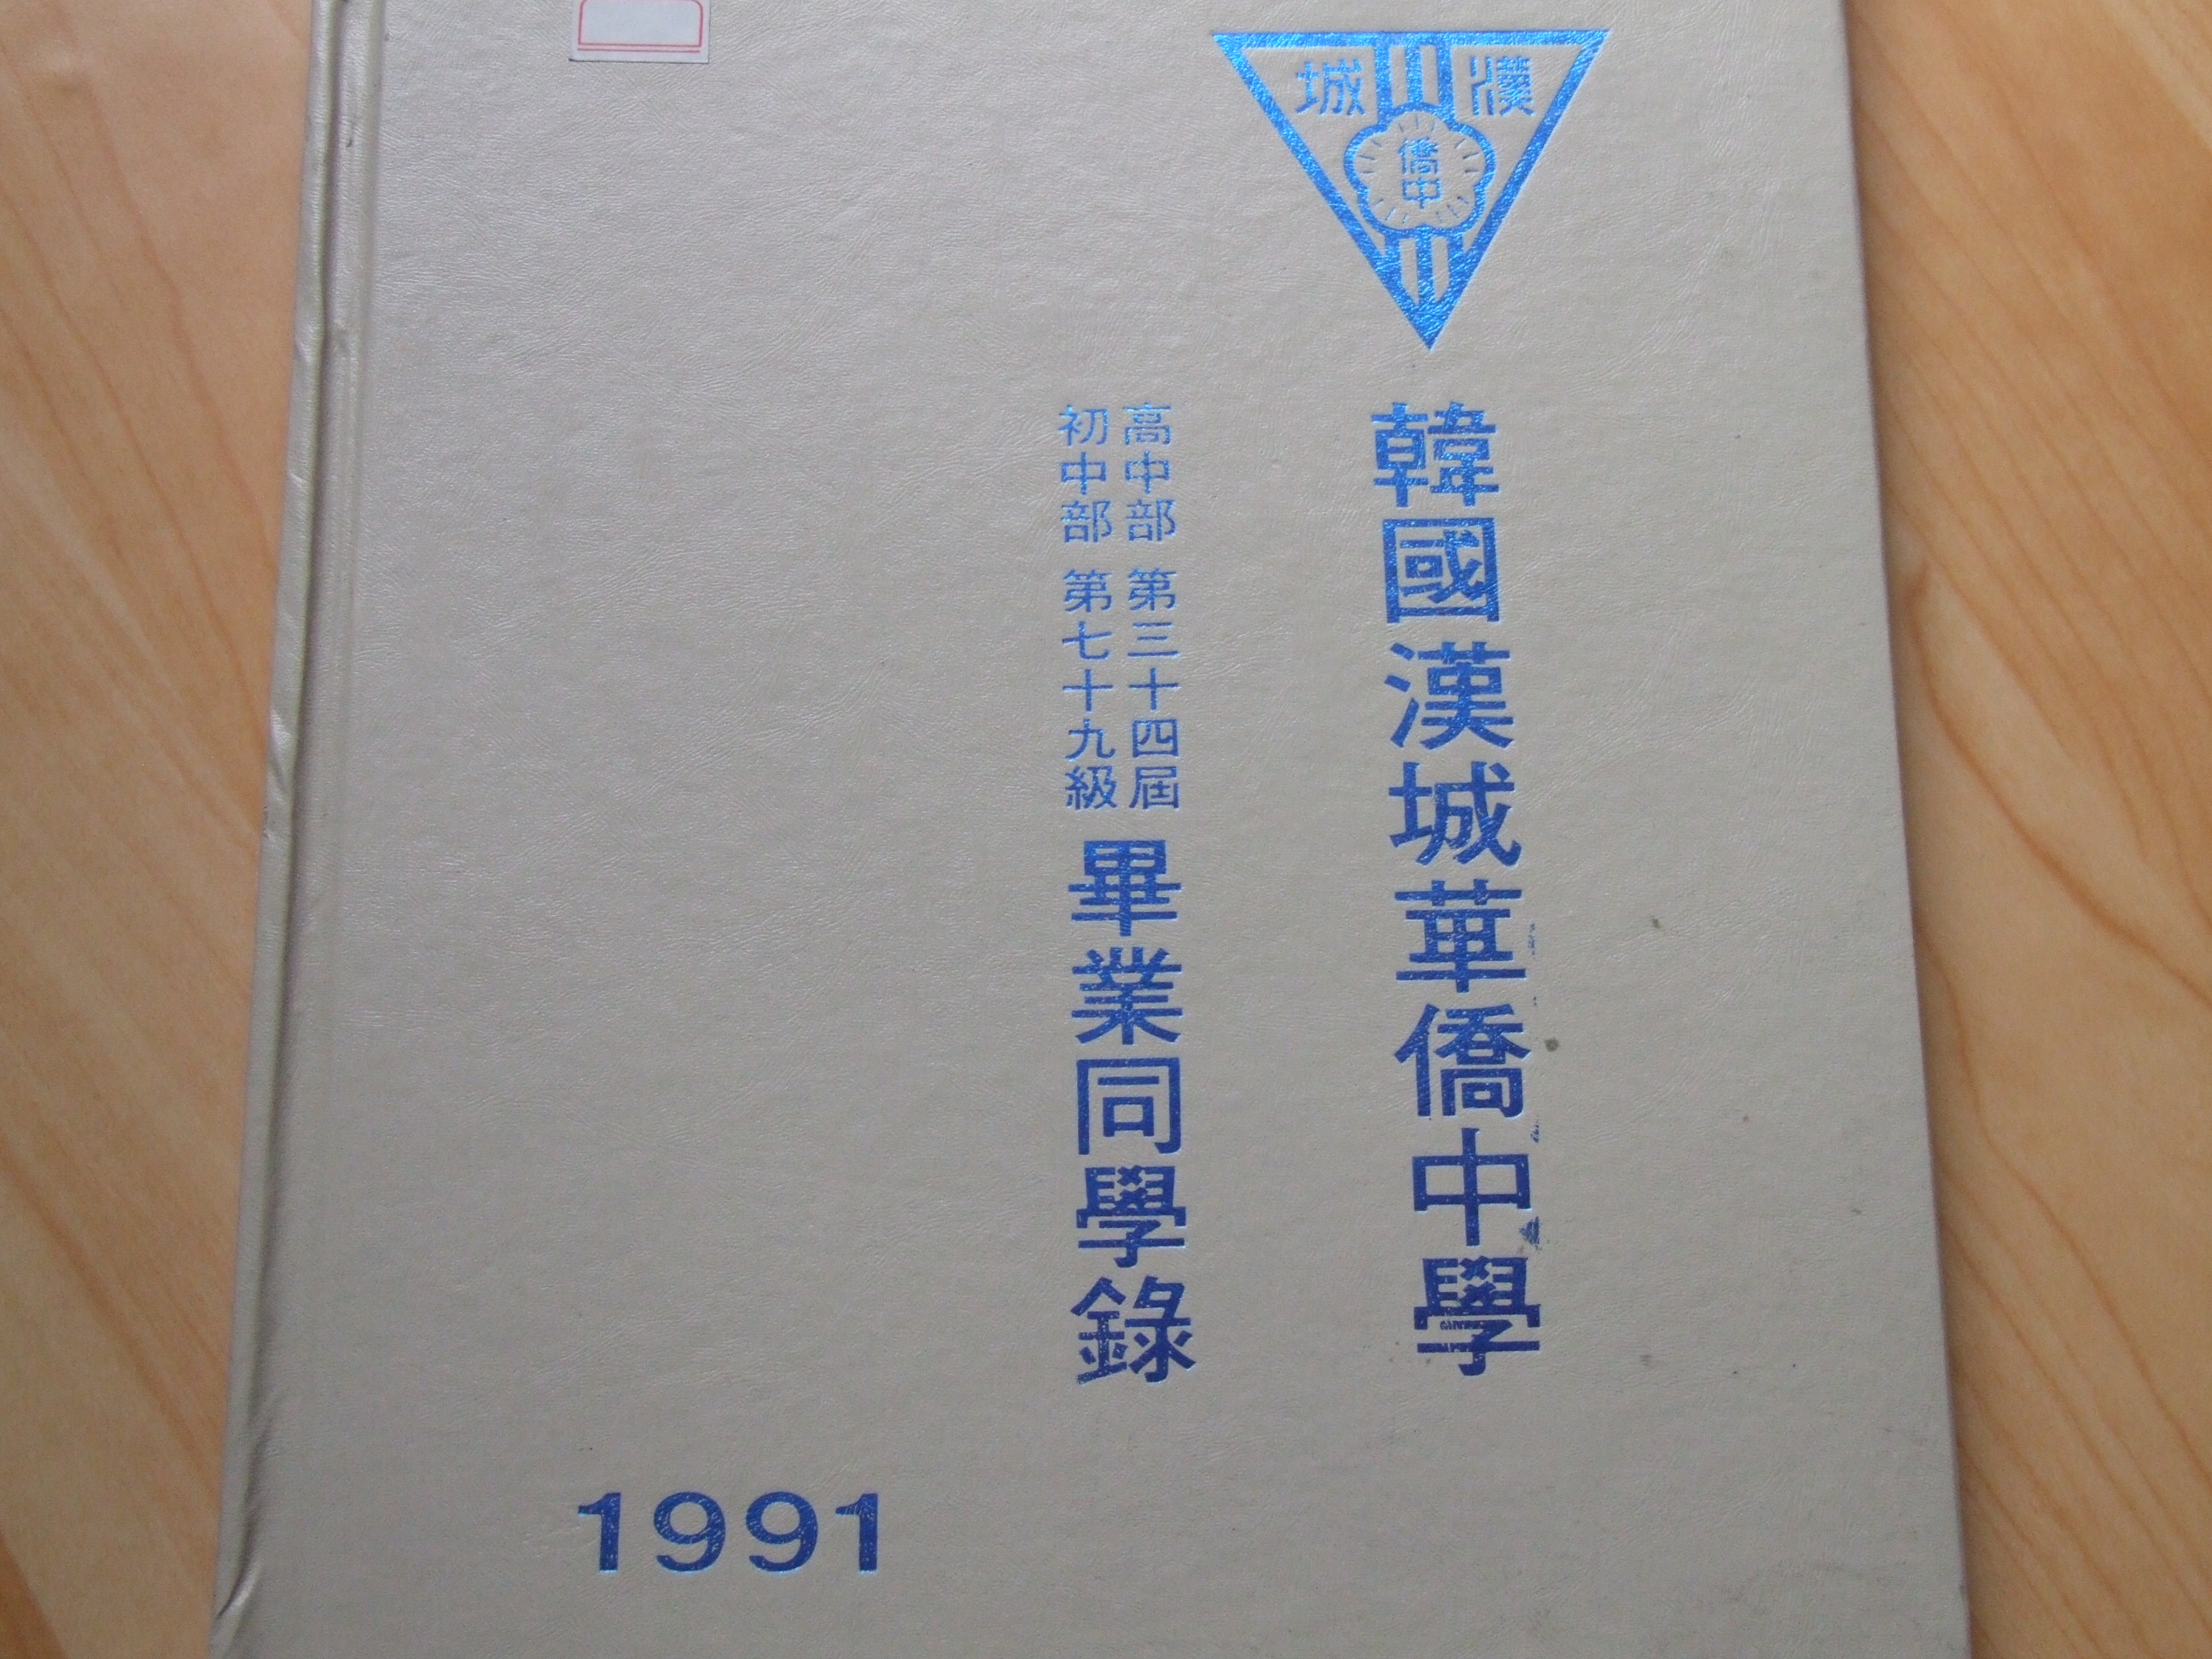 漢城
僑中
韓國漢城華僑中學
高中部 第三十四屆
初中部 第七十九級
畢業同學錄
1991